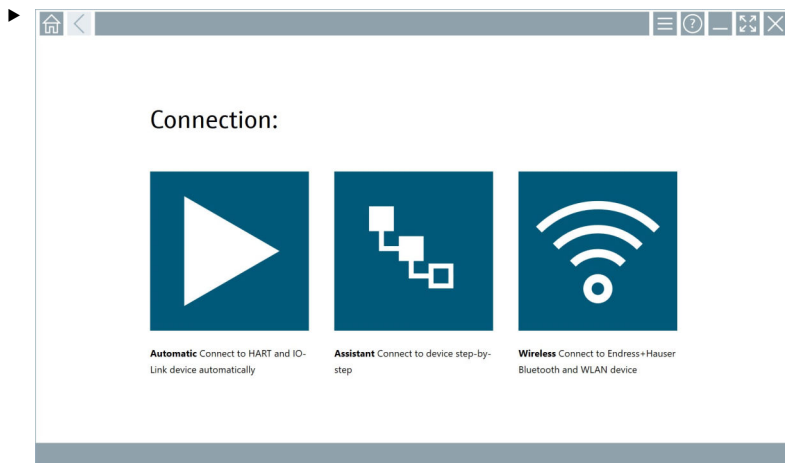 Connection:
Automatic Connect to HART and IO-
Link device automatically
Assistant Connect to device step-by-
step
Wireless Connect to Endress+Hauser
Bluetooth and WLAN device